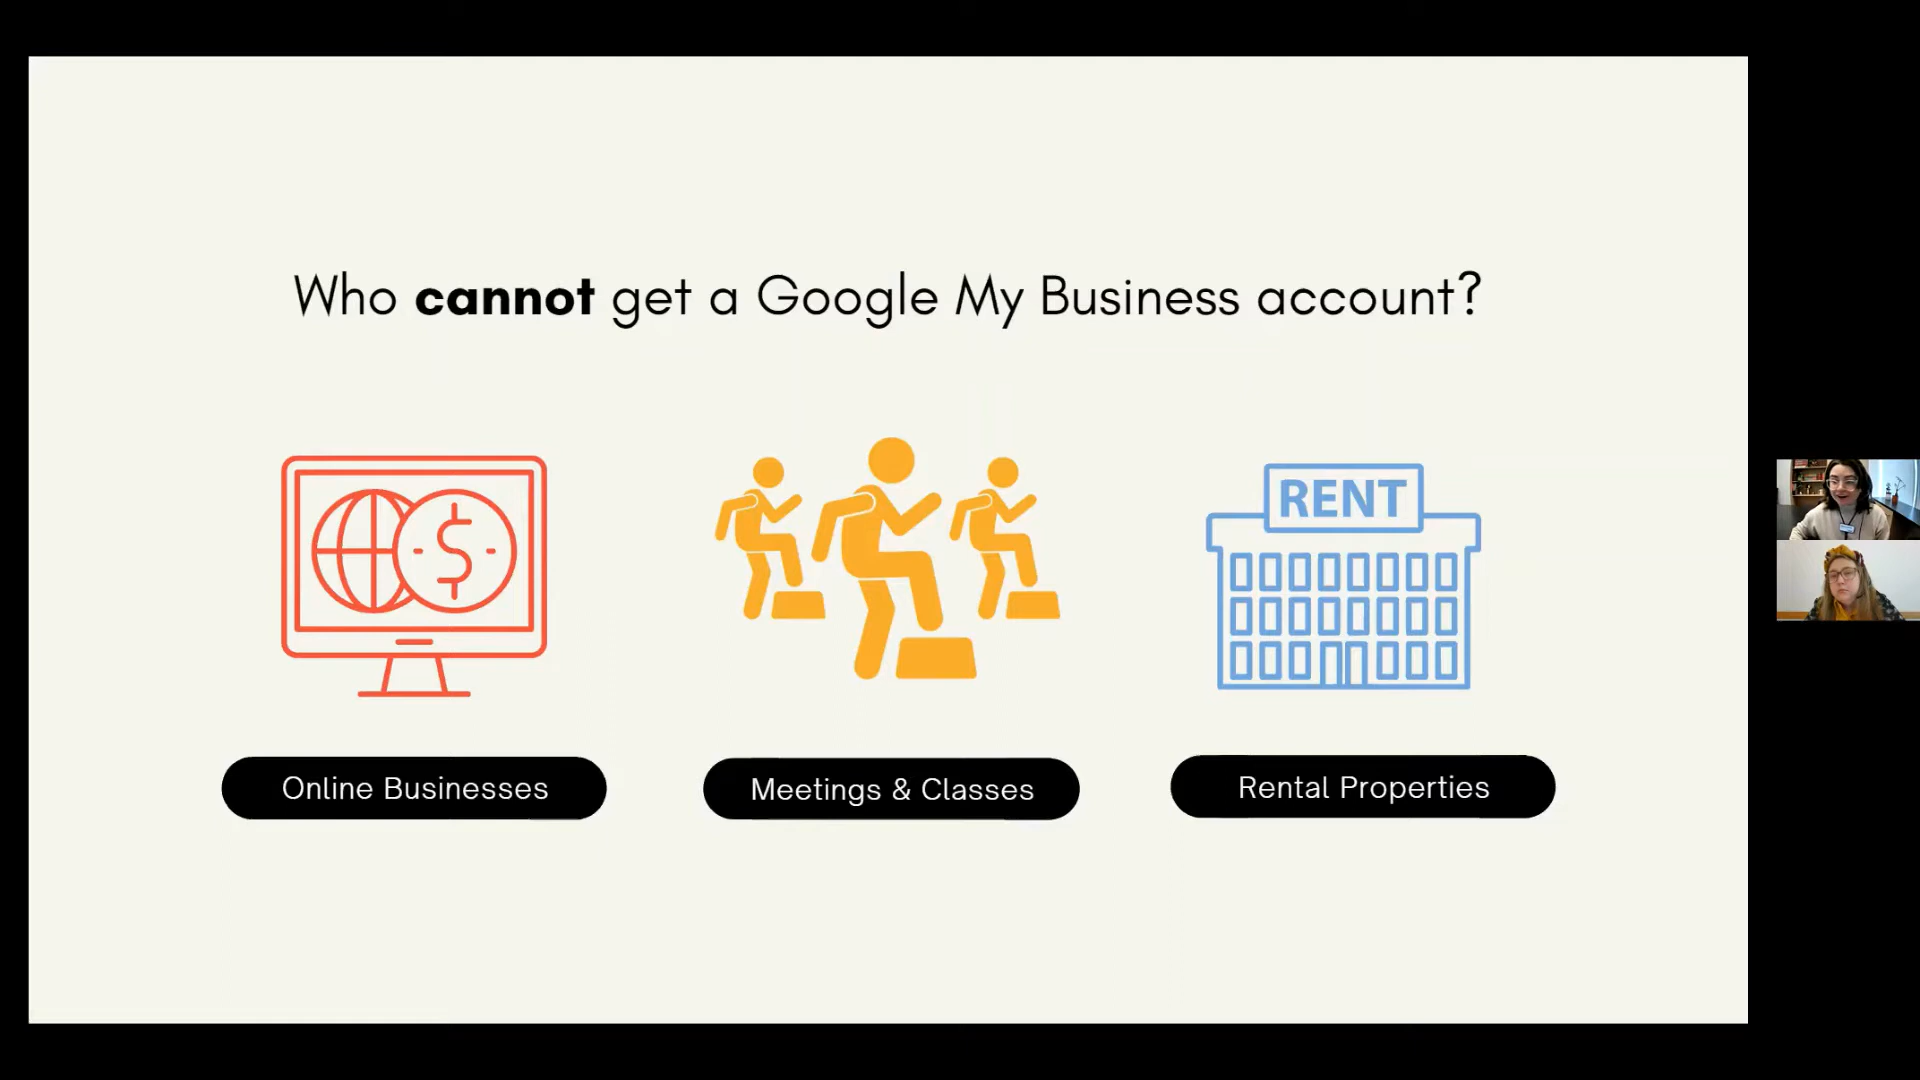 Who cannot get a Google My Business account?
RENT
Online Businesses
Meetings & Classes
Rental Properties